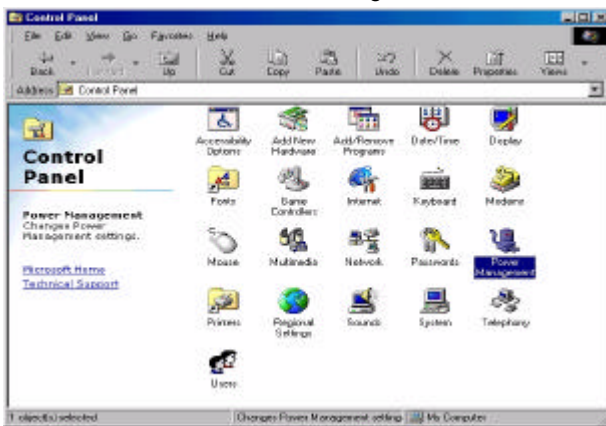 Control Panel
File Edit View Go Favorites Help
Back Forward Up Cut Copy Paste Undo Delete Properties Views
Address Control Panel
Control
Panel
Power Management
Changes Power
Management settings.
Microsoft Home
Technical Support
Accessibility
Options
Add New
Hardware
Add/Remove
Programs
Date/Time
Display
Fonts
Game
Controllers
Internet
Keyboard
Modems
Mouse
Multimedia
Network
Passwords
Power
Management
Printers
Regional
Settings
Sounds
System
Telephony
Users
1 object(s) selected Changes Power Management setting My Computer